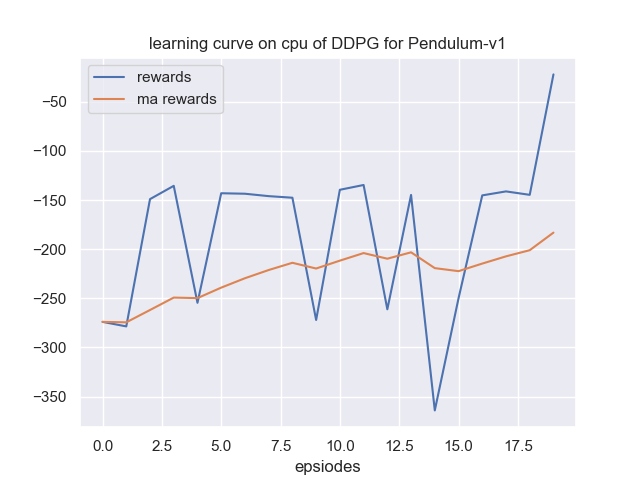 learning curve on cpu of DDPG for Pendulum-v1
rewards
ma rewards
−50
−100
−150
−200
−250
−300
−350
0.0 2.5 5.0 7.5 10.0 12.5 15.0 17.5
epsiodes